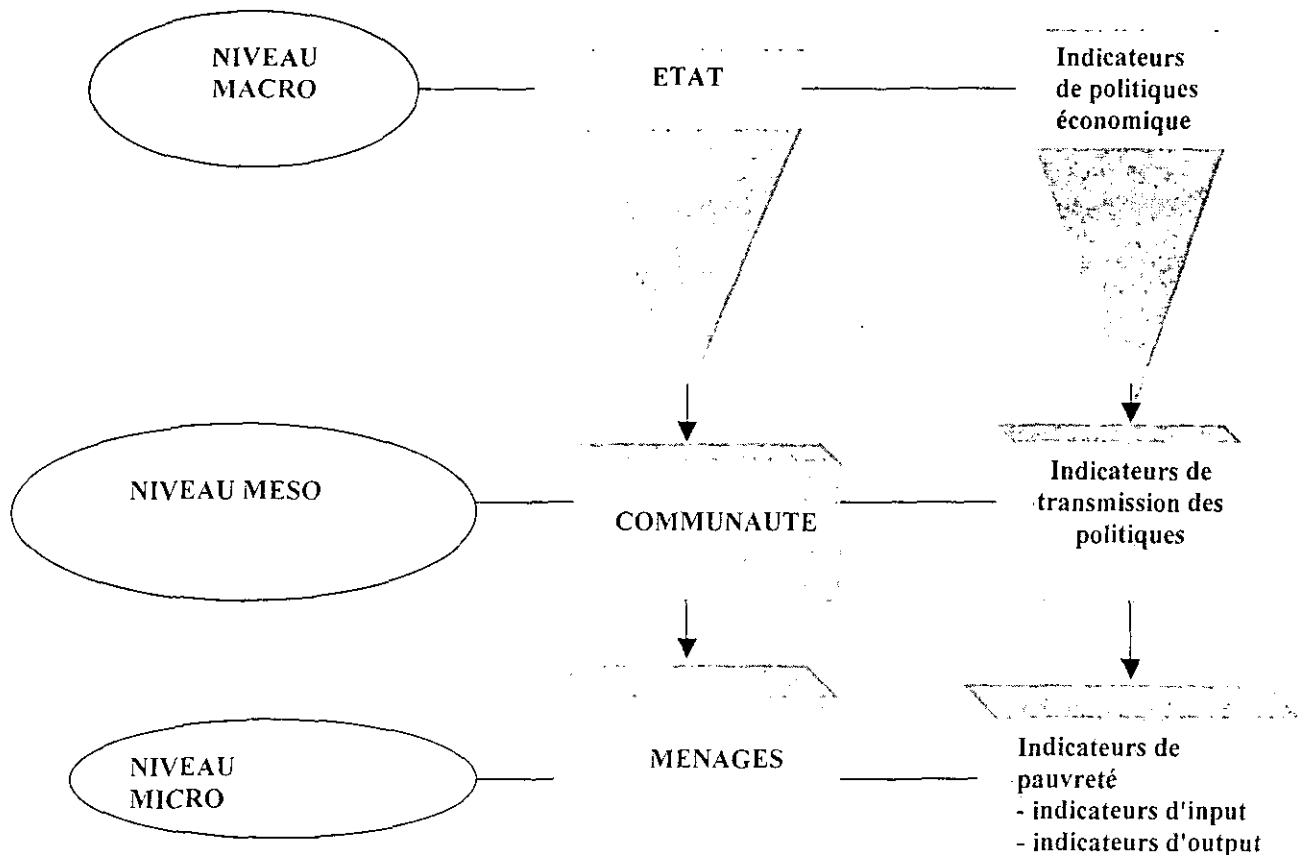 NIVEAU
MACRO
ETAT
Indicateurs
de politiques
économique
NIVEAU MESO
COMMUNAUTE
Indicateurs de
transmission des
politiques
NIVEAU
MICRO
MENAGES
Indicateurs de
pauvreté
- indicateurs d'input
- indicateurs d'output